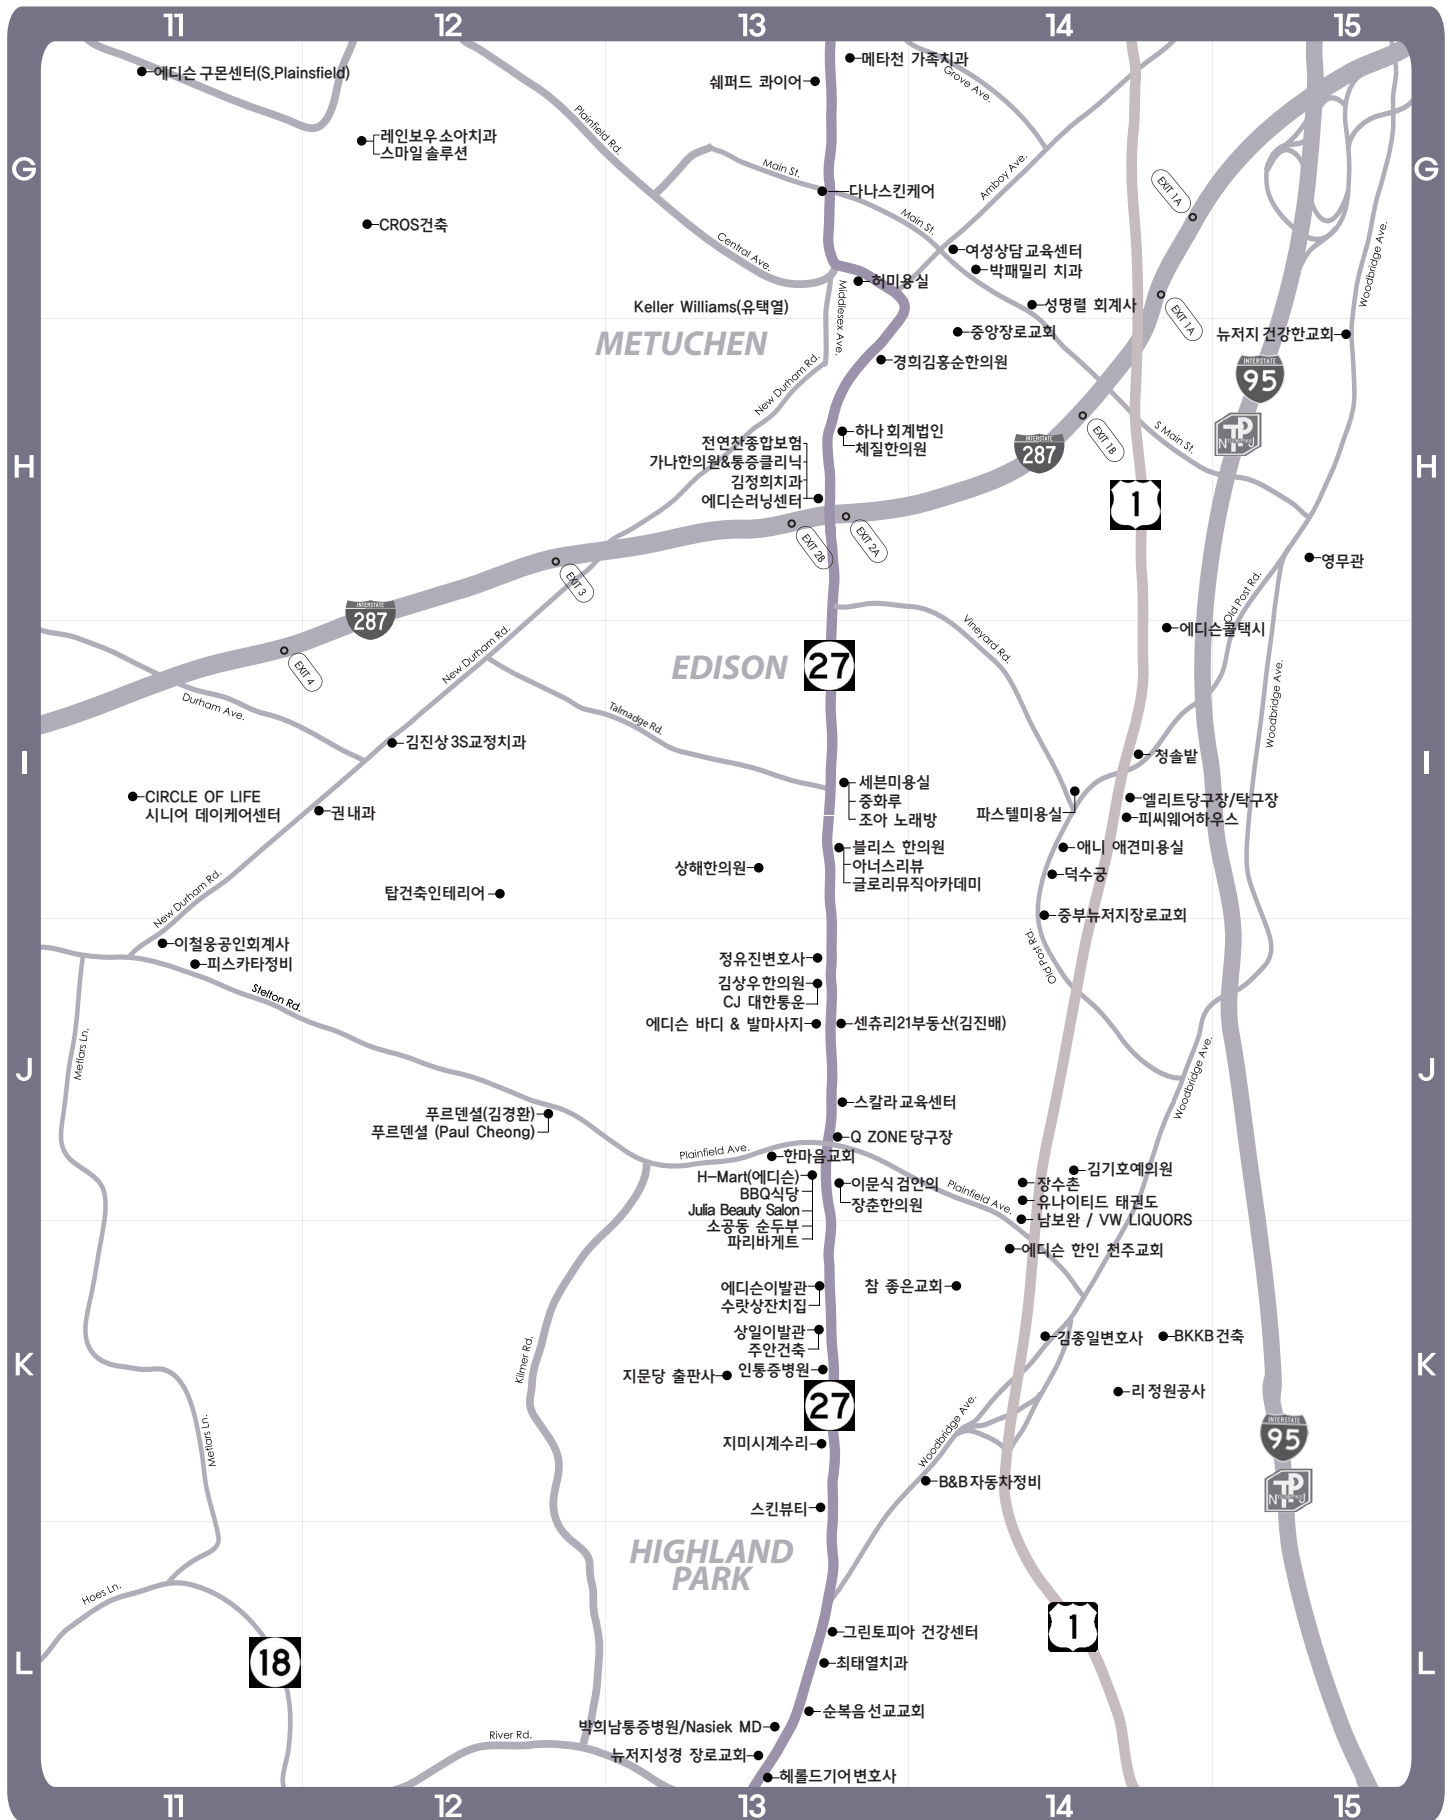 11 12 13 14 15
에디슨 구몬센터(S.Plainsfield)
메타천 가족치과
쉐퍼드 콰이어
Grove Ave.
Plainfield Rd.
레인보우 소아치과
스마일 솔루션
G
G
Main St.
Amboy Ave.
EXIT 1A
다나스킨케어
CROS건축
Main St.
Central Ave.
여성상담 교육센터
박패밀리 치과
Woodbridge Ave.
허미용실
Middlesex Ave.
Keller Williams(유택열)
성명렬 회계사
EXIT 1A
METUCHEN
중앙장로교회
뉴저지 건강한교회
경희김홍순한의원
New Durham Rd.
INTERSTATE
95
하나 회계법인
체질한의원
전연찬종합보험
가나한의원&통증클리닉
김정희치과
에디슨러닝센터
EXIT 1B
S Main St.
INTERSTATE
287
N TP J
H
H
1
EXIT 2B
EXIT 2A
영무관
EXIT 3
INTERSTATE
287
Old Post Rd.
에디슨콜택시
Vineyard Rd.
New Durham Rd.
EDISON
27
EXIT 4
Durham Ave.
Talmadge Rd.
Woodbridge Ave.
김진상 3S교정치과
청솔밭
I
I
CIRCLE OF LIFE
시니어 데이케어센터
권내과
세븐미용실
중화루
조아 노래방
파스텔미용실
엘리트당구장/탁구장
피씨웨어하우스
블리스 한의원
아너스리뷰
글로리뮤직아카데미
애니 애견미용실
상해한의원
덕수궁
탑건축인테리어
New Durham Rd.
중부뉴저지장로교회
이철웅공인회계사
피스카타정비
Old Post Rd.
정유진변호사
김상우한의원
CJ 대한통운
Stelton Rd.
에디슨 바디 & 발마사지
센츄리21부동산(김진배)
Metlars Ln.
J
J
Woodbridge Ave.
스칼라 교육센터
푸르덴셜(김경환)
푸르덴셜 (Paul Cheong)
Q ZONE 당구장
Plainfield Ave.
한마음교회
H-Mart(에디슨)
BBQ식당
Julia Beauty Salon
소공동 순두부
파리바게트
이문식 검안의
장춘한의원
Plainfield Ave.
김기호예의원
장수촌
유나이티드 태권도
남보완 / VW LIQUORS
에디슨 한인 천주교회
에디슨이발관
수랏상잔치집
참 좋은교회
상일이발관
주안건축
김종일변호사
BKKB 건축
Kilmer Rd.
K
K
지문당 출판사
인통증병원
리 정원공사
27
Woodbridge Ave.
Metlars Ln.
지미시계수리
INTERSTATE
95
B&B 자동차정비
N TP J
스킨뷰티
HIGHLAND
PARK
Hoes Ln.
그린토피아 건강센터
1
18
최태열치과
L
L
순복음 선교교회
박희남통증병원/Nasiek MD
River Rd.
뉴저지성경 장로교회
헤롤드기어 변호사
11 12 13 14 15